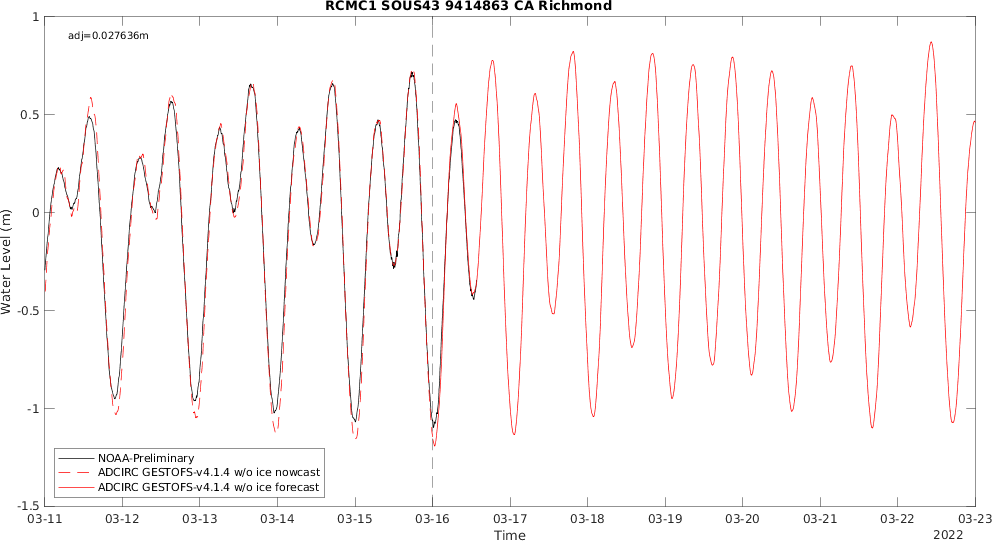 RCMC1 SOUS43 9414863 CA Richmond
adj=0.027636m
1
0.5
0
-0.5
-1
-1.5
Water Level (m)
NOAA-Preliminary
ADCIRC GESTOFS-v4.1.4 w/o ice nowcast
ADCIRC GESTOFS-v4.1.4 w/o ice forecast
03-11 03-12 03-13 03-14 03-15 03-16 03-17 03-18 03-19 03-20 03-21 03-22 03-23
Time
2022